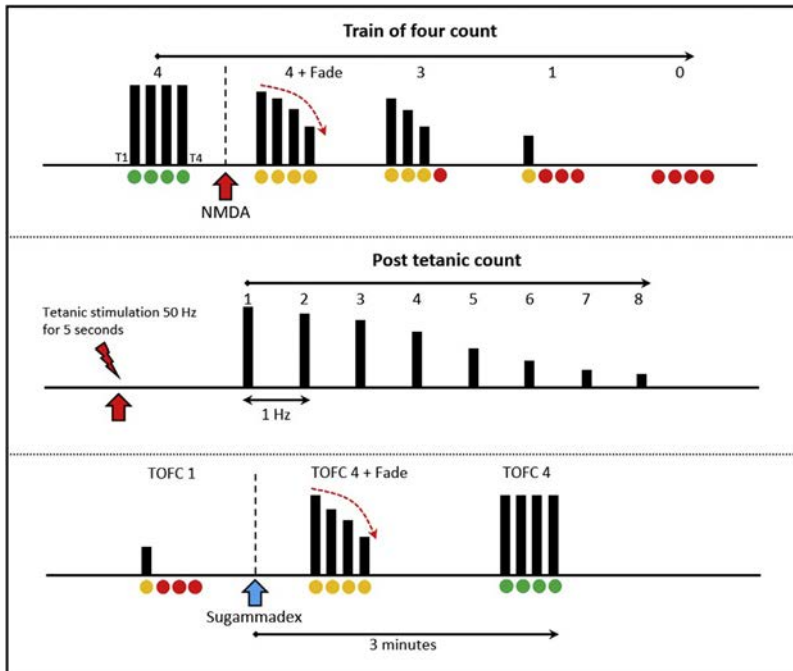 Train of four count
4 4 + Fade 3 1 0
T1 T4
NMDA
Post tetanic count
1 2 3 4 5 6 7 8
Tetanic stimulation 50 Hz
for 5 seconds
1 Hz
TOFC 1 TOFC 4 + Fade TOFC 4
Sugammadex
3 minutes